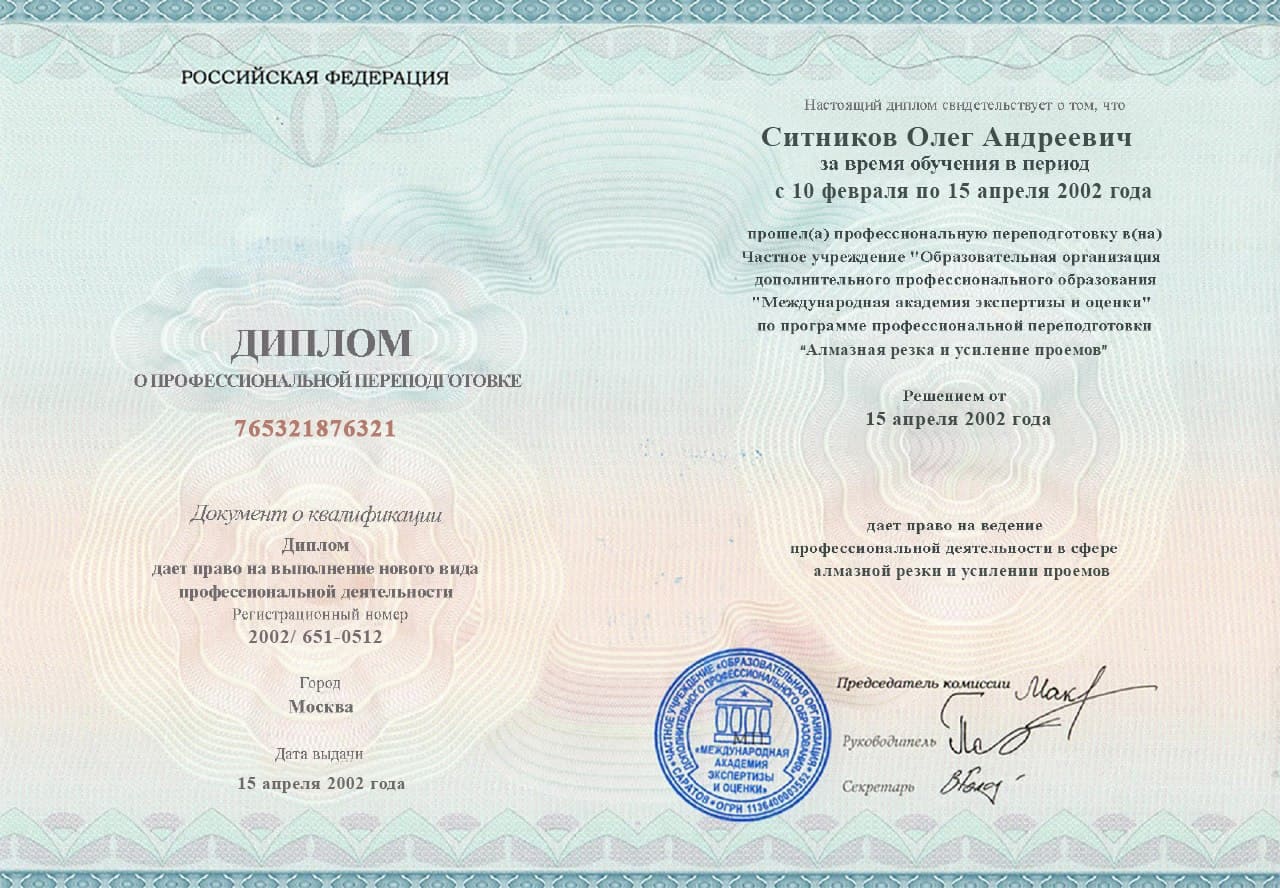 РОССИЙСКАЯ ФЕДЕРАЦИЯ
ДИПЛОМ
О ПРОФЕССИОНАЛЬНОЙ ПЕРЕПОДГОТОВКЕ
765321876321
Документ о квалификации
Диплом
дает право на выполнение нового вида
профессиональной деятельности
Регистрационный номер
2002/ 651-0512
Город
Москва
Дата выдачи
15 апреля 2002 года
Настоящий диплом свидетельствует о том, что
Ситников Олег Андреевич
за время обучения в период
с 10 февраля по 15 апреля 2002 года
прошел(а) профессиональную переподготовку в(на)
Частное учреждение "Образовательная организация
дополнительного профессионального образования
"Международная академия экспертизы и оценки"
по программе профессиональной переподготовки
“Алмазная резка и усиление проемов”
Решением от
15 апреля 2002 года
дает право на ведение
профессиональной деятельности в сфере
алмазной резки и усилении проемов
Председатель комиссии
Руководитель
Секретарь
М.П.
ЧАСТНОЕ УЧРЕЖДЕНИЕ «ОБРАЗОВАТЕЛЬНАЯ ОРГАНИЗАЦИЯ
ДОПОЛНИТЕЛЬНОГО ПРОФЕССИОНАЛЬНОГО ОБРАЗОВАНИЯ»
«МЕЖДУНАРОДНАЯ
АКАДЕМИЯ
ЭКСПЕРТИЗЫ
И ОЦЕНКИ»
САРАТОВ * ОГРН 1136400003552